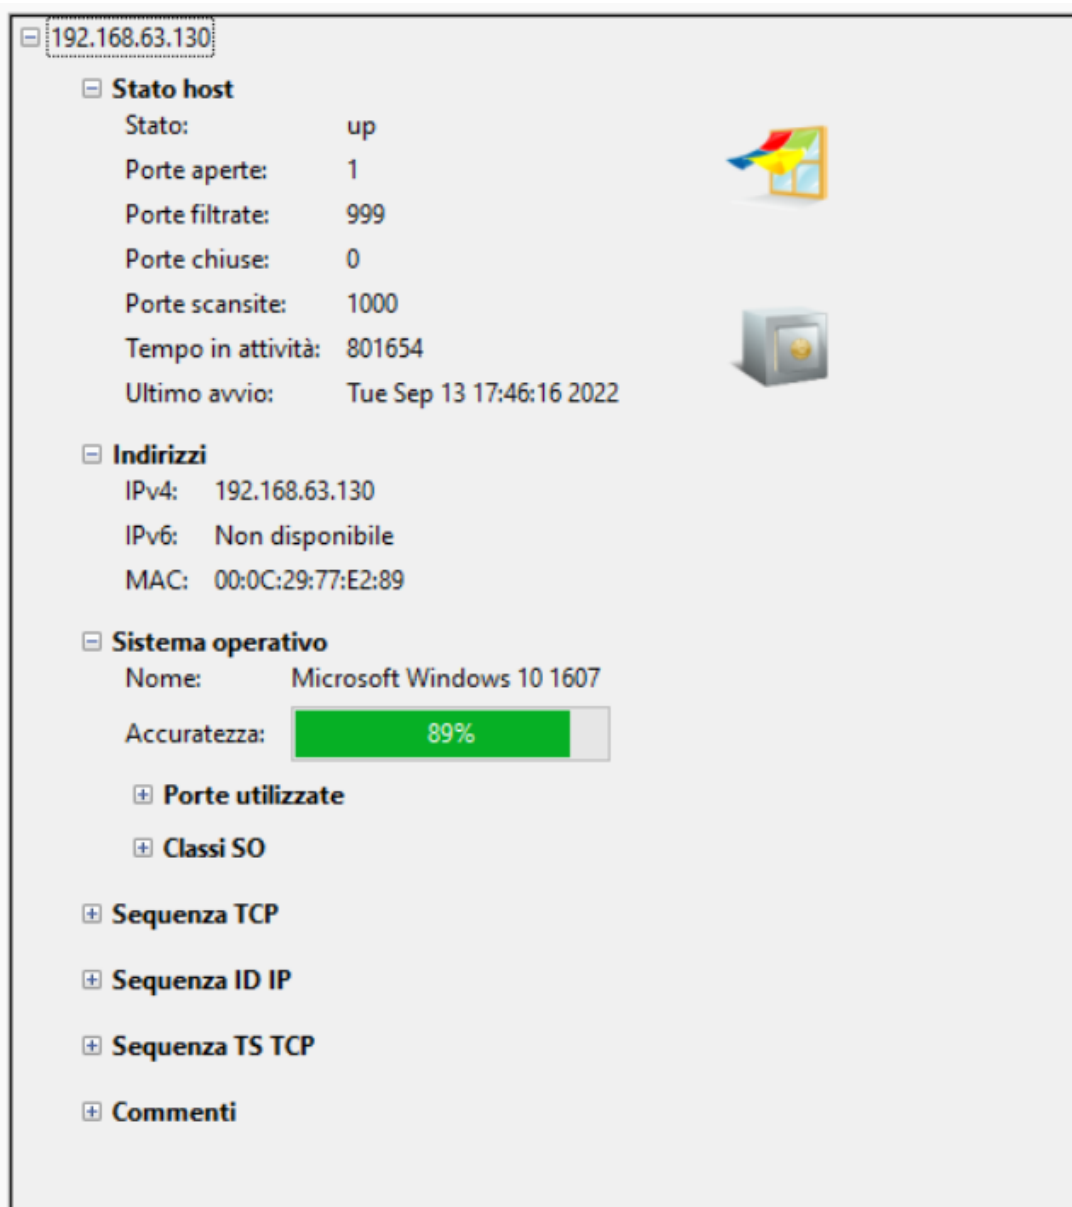 192.168.63.130
Stato host
Stato: up
Porte aperte: 1
Porte filtrate: 999
Porte chiuse: 0
Porte scansite: 1000
Tempo in attività: 801654
Ultimo avvio: Tue Sep 13 17:46:16 2022
Indirizzi
IPv4: 192.168.63.130
IPv6: Non disponibile
MAC: 00:0C:29:77:E2:89
Sistema operativo
Nome: Microsoft Windows 10 1607
Accuratezza: 89%
Porte utilizzate
Classi SO
Sequenza TCP
Sequenza ID IP
Sequenza TS TCP
Commenti